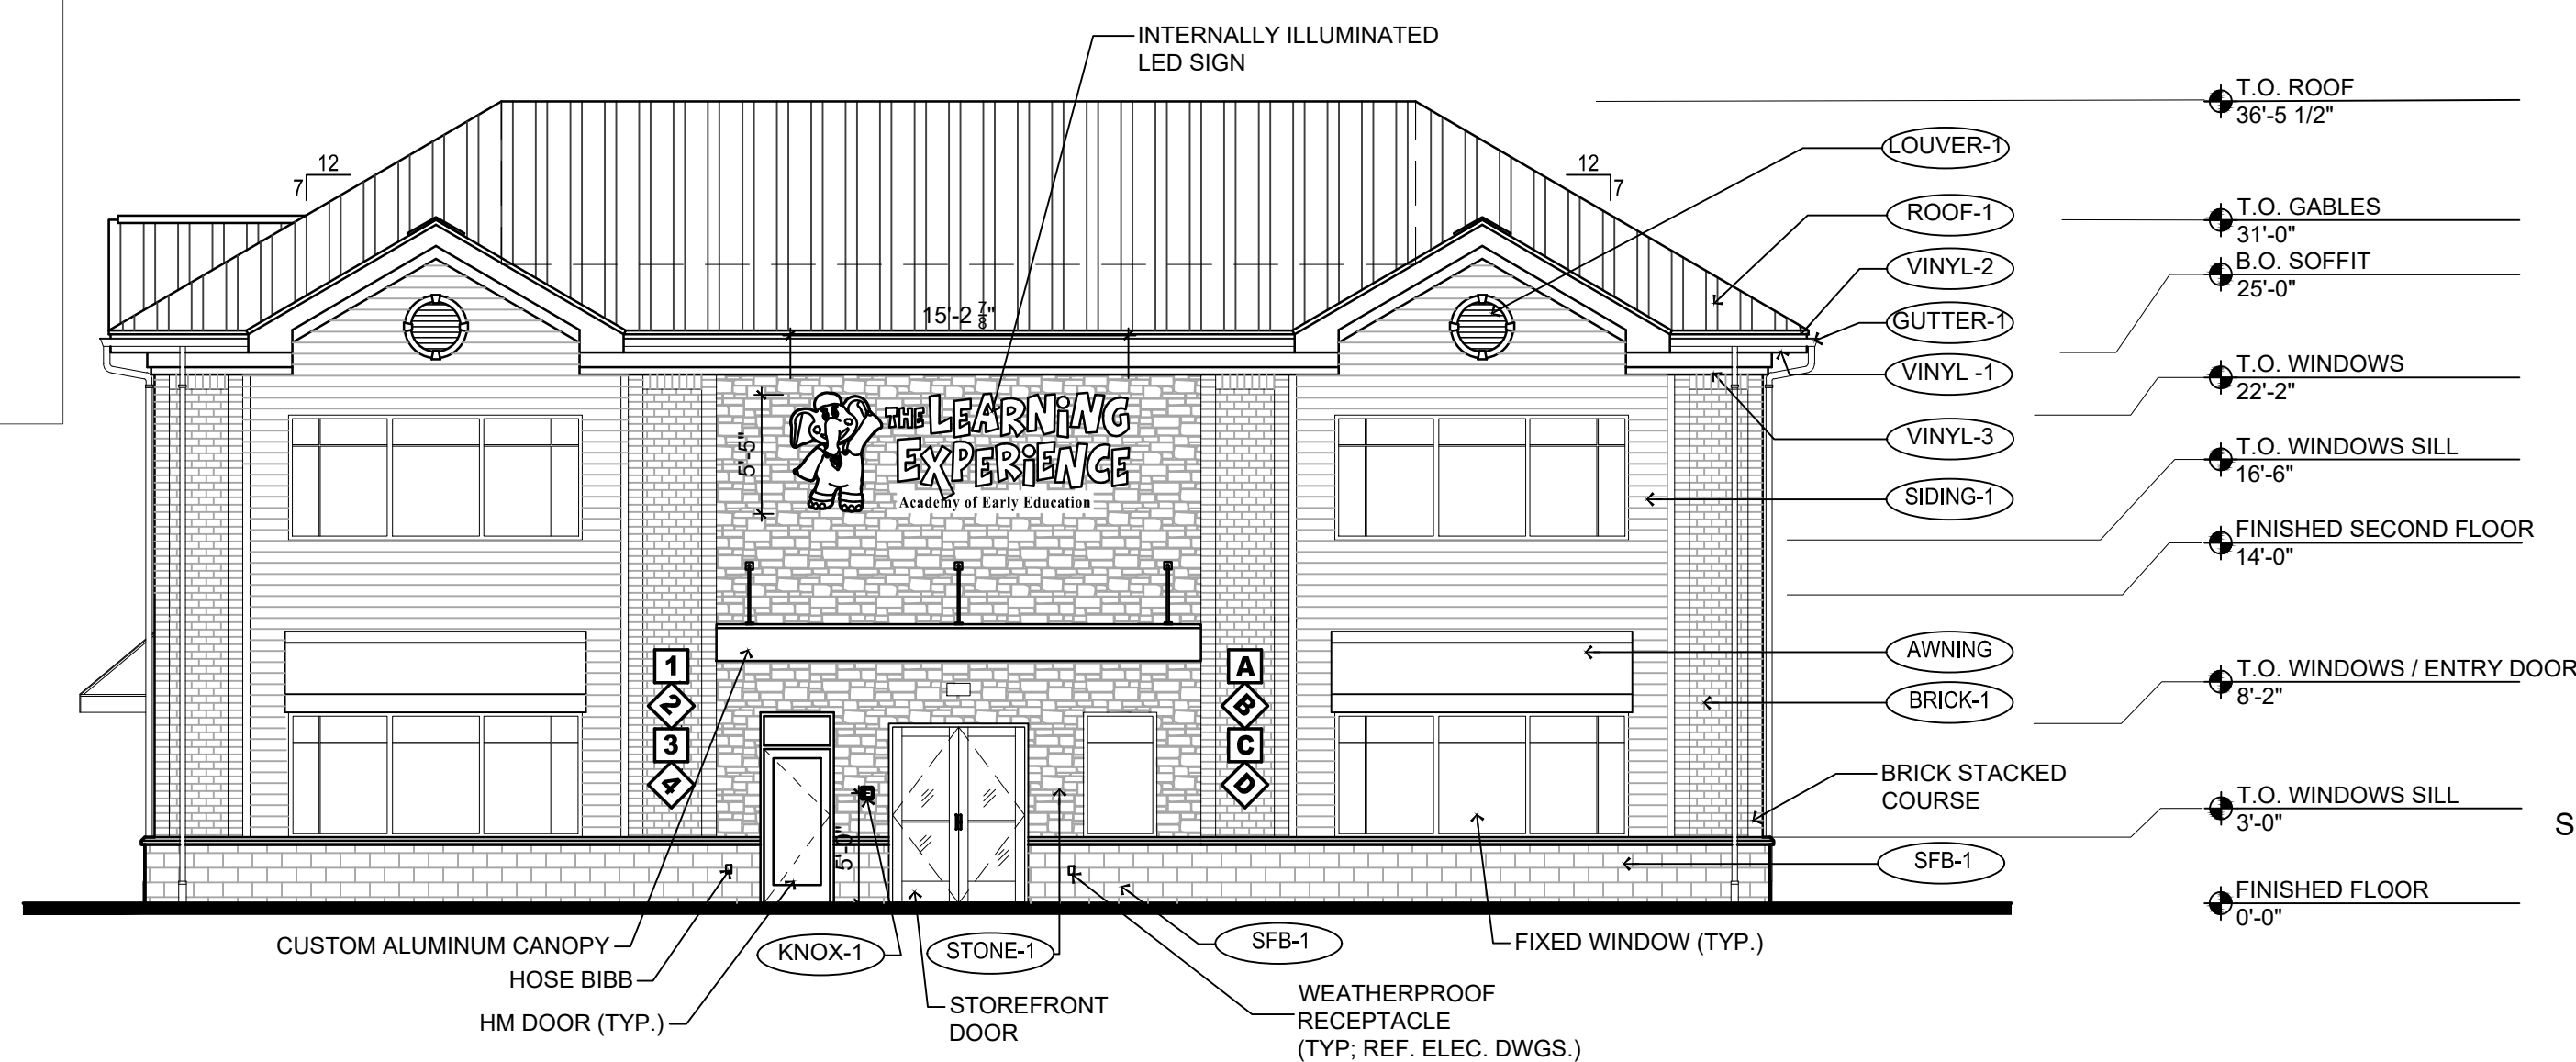 INTERNALLY ILLUMINATED
LED SIGN
T.O. ROOF
36'-5 1/2"
LOUVER-1
12
7
12
7
ROOF-1
T.O. GABLES
31'-0"
VINYL-2
B.O. SOFFIT
25'-0"
15'-2 7/8"
GUTTER-1
VINYL -1
T.O. WINDOWS
22'-2"
THE LEARNiNG
EXPERiENCE
Academy of Early Education
5'-5"
VINYL-3
T.O. WINDOWS SILL
16'-6"
SIDING-1
FINISHED SECOND FLOOR
14'-0"
1
2
3
4
A
B
C
D
AWNING
T.O. WINDOWS / ENTRY DOOR
8'-2"
BRICK-1
BRICK STACKED
COURSE
T.O. WINDOWS SILL
3'-0"
S
5'-0"
SFB-1
FINISHED FLOOR
0'-0"
CUSTOM ALUMINUM CANOPY
KNOX-1
STONE-1
SFB-1
FIXED WINDOW (TYP.)
HOSE BIBB
HM DOOR (TYP.)
STOREFRONT
DOOR
WEATHERPROOF
RECEPTACLE
(TYP; REF. ELEC. DWGS.)